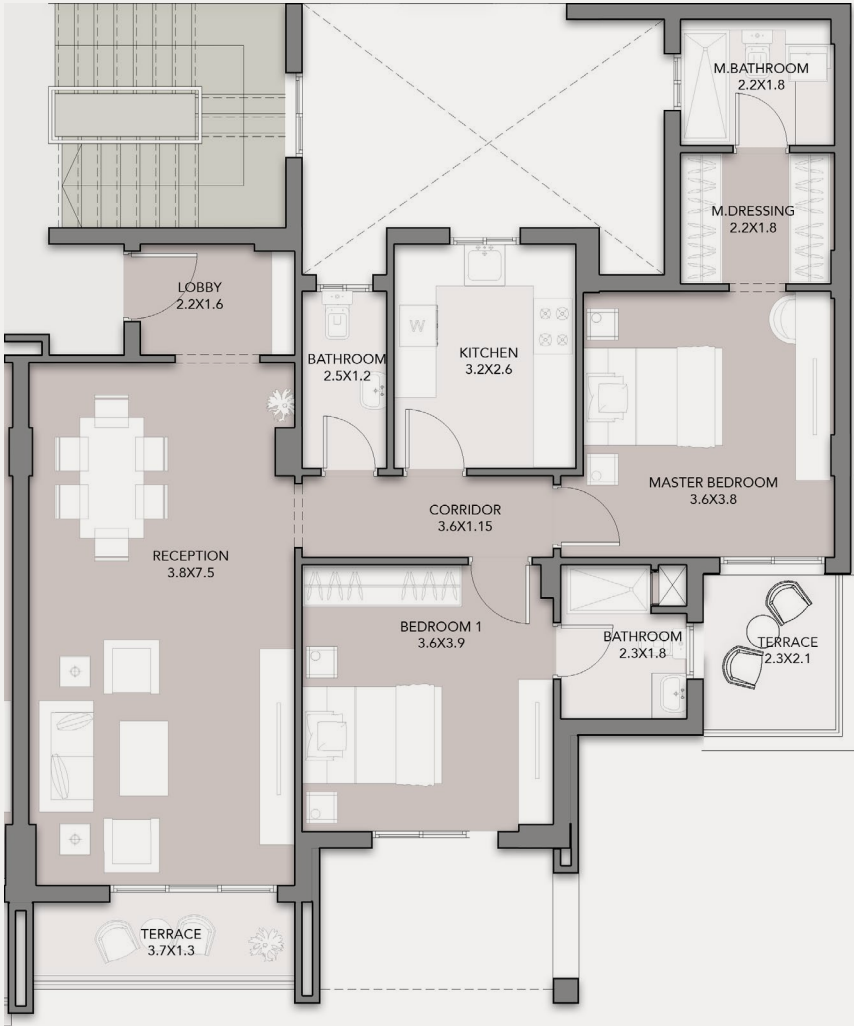 M.BATHROOM
2.2X1.8
M.DRESSING
2.2X1.8
LOBBY
2.2X1.6
BATHROOM
2.5X1.2
W
KITCHEN
3.2X2.6
MASTER BEDROOM
3.6X3.8
CORRIDOR
3.6X1.15
RECEPTION
3.8X7.5
BEDROOM 1
3.6X3.9
BATHROOM
2.3X1.8
TERRACE
2.3X2.1
TERRACE
3.7X1.3